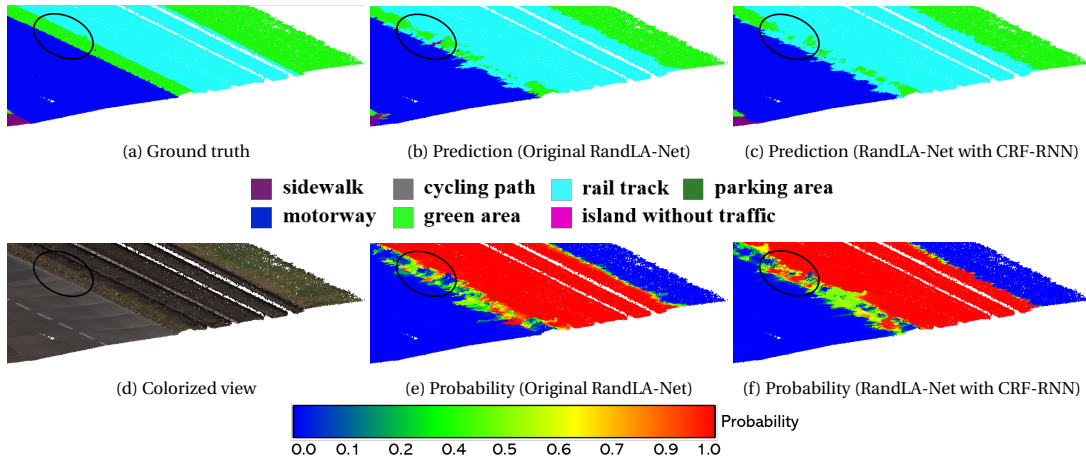 (a) Ground truth
(b) Prediction (Original RandLA-Net)
(c) Prediction (RandLA-Net with CRF-RNN)
sidewalk
cycling path
rail track
parking area
motorway
green area
island without traffic
(d) Colorized view
(e) Probability (Original RandLA-Net)
(f) Probability (RandLA-Net with CRF-RNN)
Probability
0.0 0.1 0.2 0.4 0.5 0.6 0.8 0.9 1.0